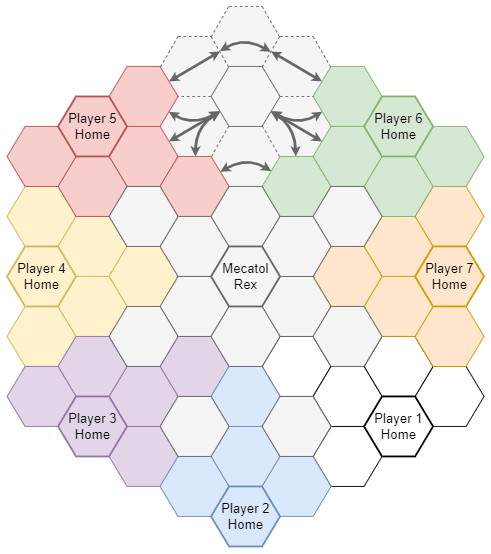 Player 5
Home
Player 6
Home
Player 4
Home
Mecatol
Rex
Player 7
Home
Player 3
Home
Player 1
Home
Player 2
Home